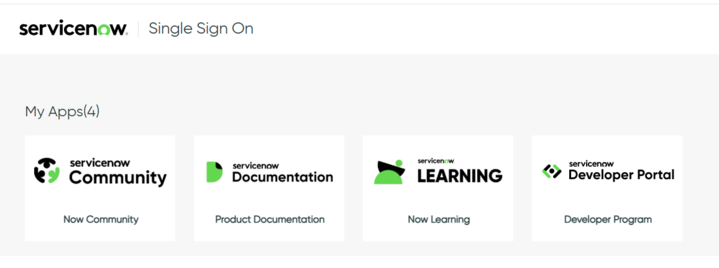 servicenow Single Sign On
My Apps(4)
servicenow
Community
Now Community
servicenow
Documentation
Product Documentation
servicenow
LEARNING
Now Learning
servicenow
Developer Portal
Developer Program